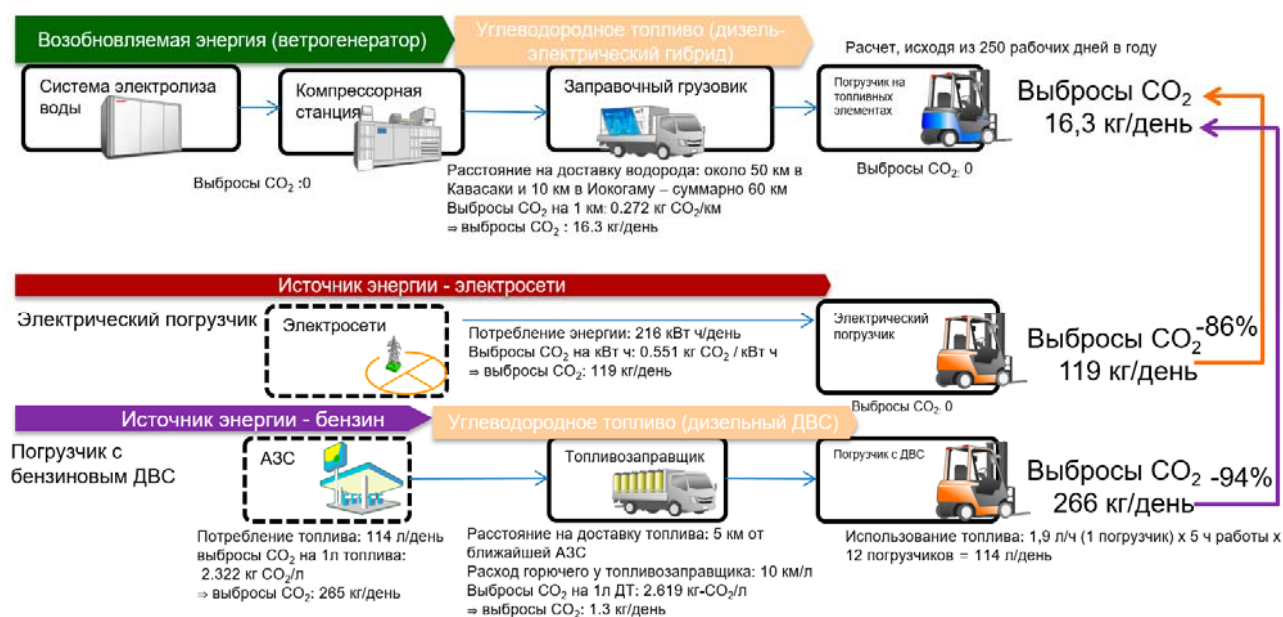 Возобновляемая энергия (ветрогенератор)
Углеводородное топливо (дизель-
электрический гибрид)
Расчет, исходя из 250 рабочих дней в году
Система электролиза
воды
Компрессорная
станция
Заправочный грузовик
Погрузчик на
топливных
элементах
Выбросы CO₂
16,3 кг/день
Выбросы CO₂ :0
Расстояние на доставку водорода: около 50 км в
Кавасаки и 10 км в Иокогаму – суммарно 60 км
Выбросы CO₂ на 1 км: 0.272 кг CO₂/км
⇒ выбросы CO₂ : 16.3 кг/день
Выбросы CO₂: 0
Источник энергии - электросети
Электрический погрузчик
Электросети
Потребление энергии: 216 кВт ч/день
Выбросы CO₂ на кВт ч: 0.551 кг CO₂ / кВт ч
⇒ выбросы CO₂: 119 кг/день
Электрический
погрузчик
Выбросы CO₂
119 кг/день
-86%
Выбросы CO₂: 0
Источник энергии - бензин
Углеводородное топливо (дизельный ДВС)
Погрузчик с
бензиновым ДВС
АЗС
Топливозаправщик
Погрузчик с ДВС
Выбросы CO₂
266 кг/день
-94%
Потребление топлива: 114 л/день
выбросы CO₂ на 1л топлива:
2.322 кг CO₂/л
⇒ выбросы CO₂: 265 кг/день
Расстояние на доставку топлива: 5 км от
ближайшей АЗС
Расход горючего у топливозаправщика: 10 км/л
Выбросы CO₂ на 1л ДТ: 2.619 кг-CO₂/л
⇒ выбросы CO₂: 1.3 кг/день
Использование топлива: 1,9 л/ч (1 погрузчик) x 5 ч работы x
12 погрузчиков = 114 л/день